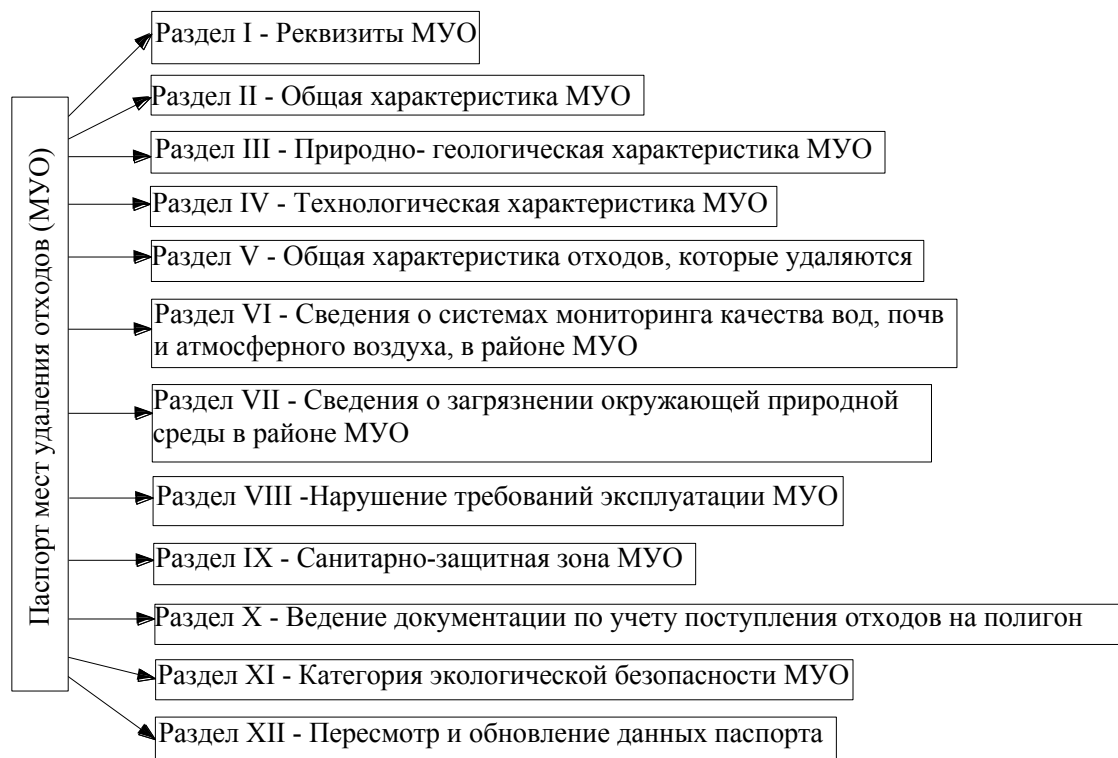 Паспорт мест удаления отходов (МУО)
Раздел I - Реквизиты МУО
Раздел II - Общая характеристика МУО
Раздел III - Природно- геологическая характеристика МУО
Раздел IV - Технологическая характеристика МУО
Раздел V - Общая характеристика отходов, которые удаляются
Раздел VI - Сведения о системах мониторинга качества вод, почв
и атмосферного воздуха, в районе МУО
Раздел VII - Сведения о загрязнении окружающей природной
среды в районе МУО
Раздел VIII -Нарушение требований эксплуатации МУО
Раздел IX - Санитарно-защитная зона МУО
Раздел X - Ведение документации по учету поступления отходов на полигон
Раздел XI - Категория экологической безопасности МУО
Раздел XII - Пересмотр и обновление данных паспорта